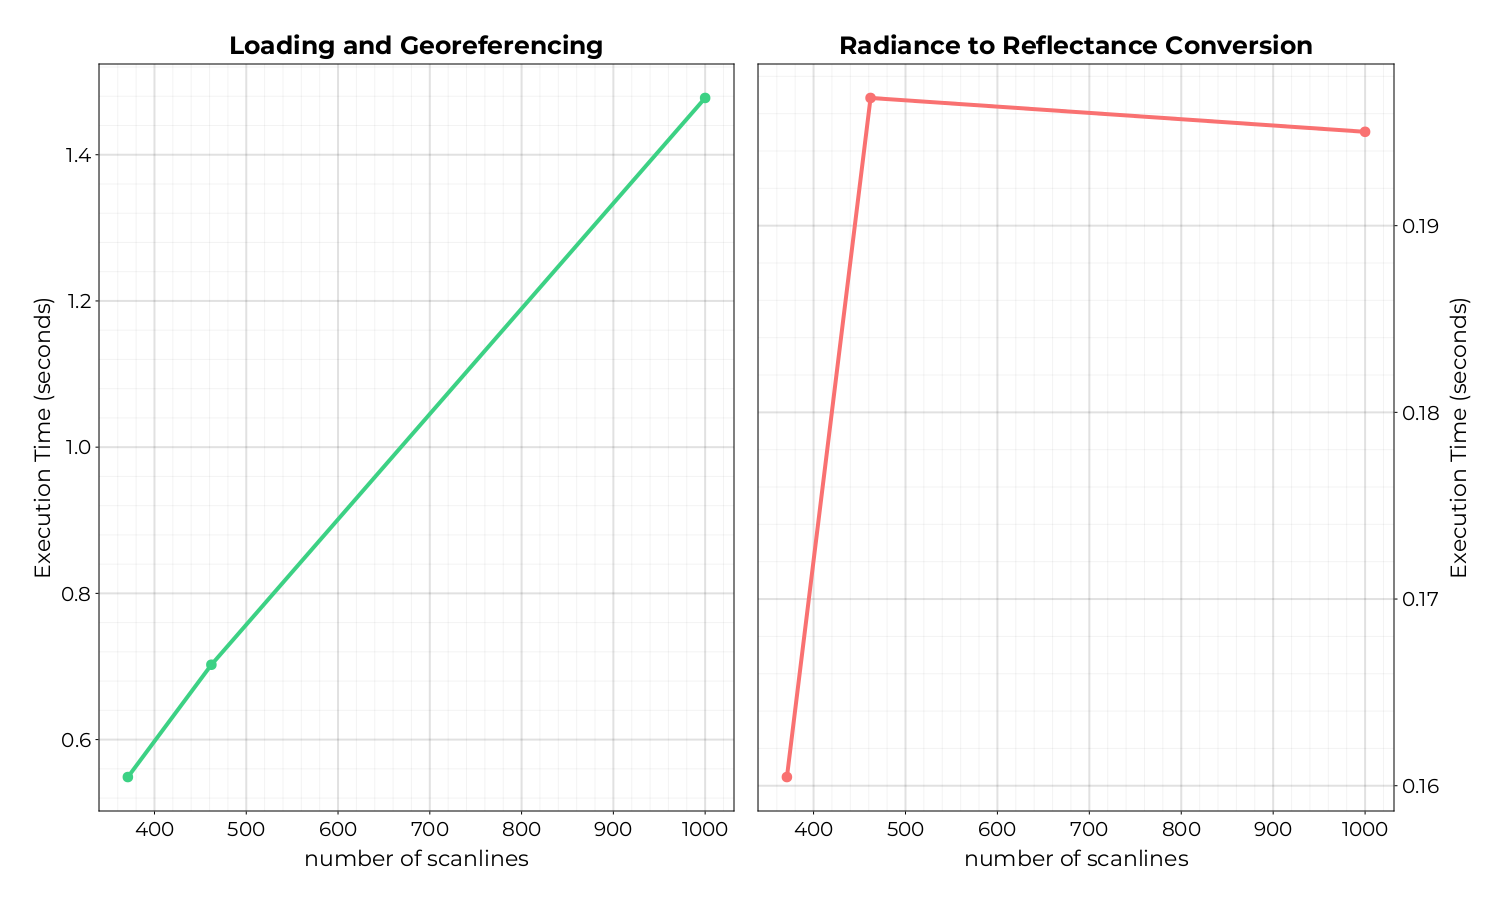 Loading and Georeferencing
Execution Time (seconds)
1.4
1.2
1.0
0.8
0.6
400 500 600 700 800 900 1000
number of scanlines
Radiance to Reflectance Conversion
0.19
0.18
0.17
0.16
Execution Time (seconds)
400 500 600 700 800 900 1000
number of scanlines